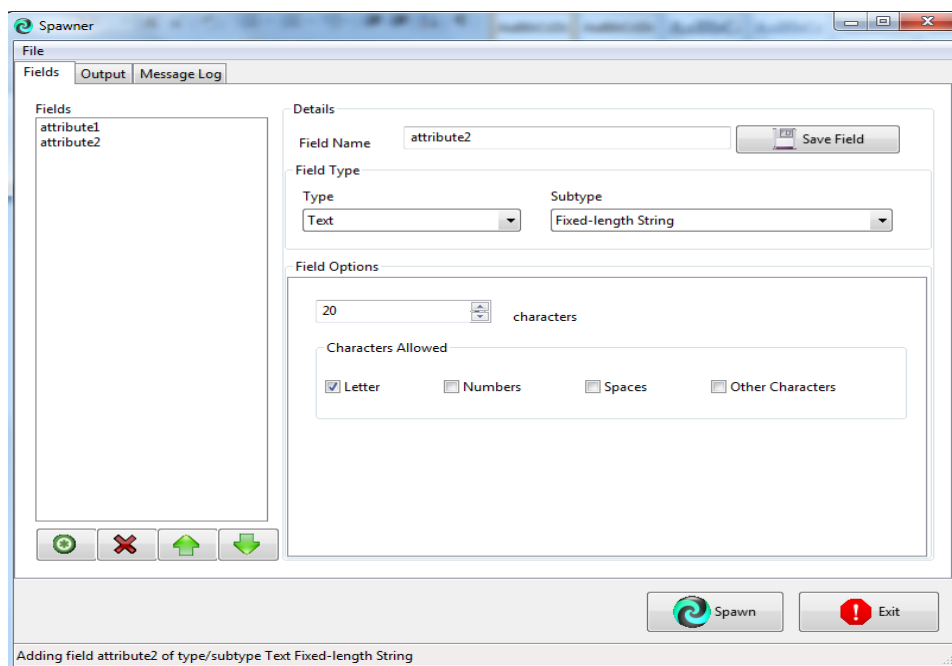 Spawner
File
Fields Output Message Log
Fields
attribute1
attribute2
Details
Field Name attribute2 Save Field
Field Type
Type Subtype
Text Fixed-length String
Field Options
20 characters
Characters Allowed
Letter Numbers Spaces Other Characters
Spawn Exit
Adding field attribute2 of type/subtype Text Fixed-length String